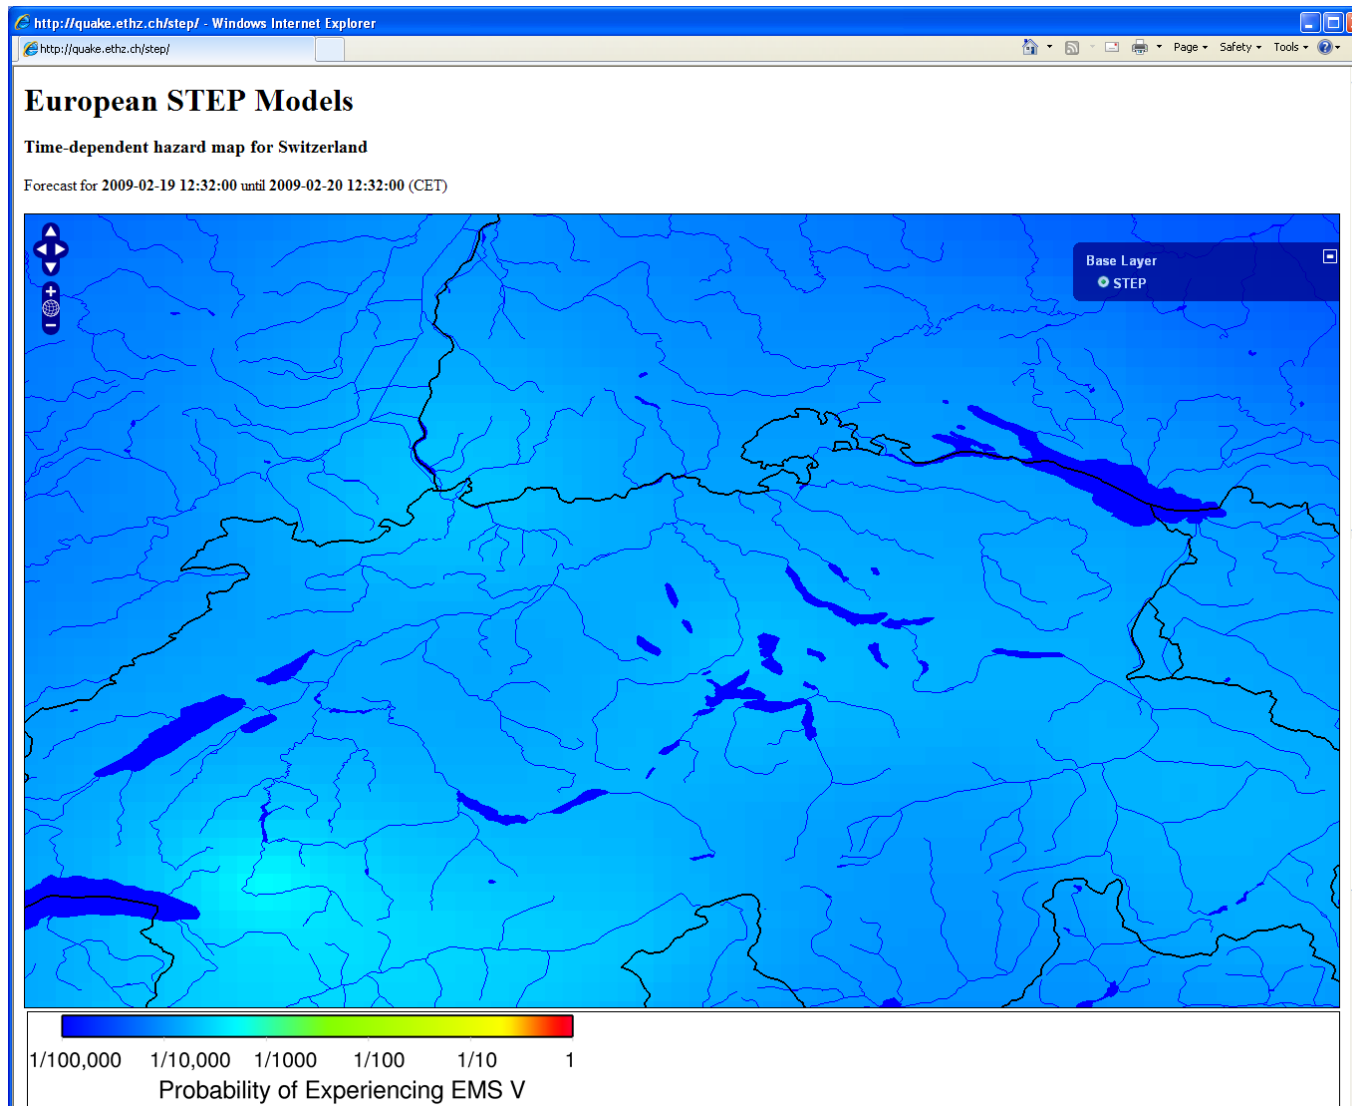 http://quake.ethz.ch/step/ - Windows Internet Explorer
http://quake.ethz.ch/step/
Page Safety Tools
European STEP Models
Time-dependent hazard map for Switzerland
Forecast for 2009-02-19 12:32:00 until 2009-02-20 12:32:00 (CET)
Base Layer
STEP
1/100,000 1/10,000 1/1000 1/100 1/10 1
Probability of Experiencing EMS V